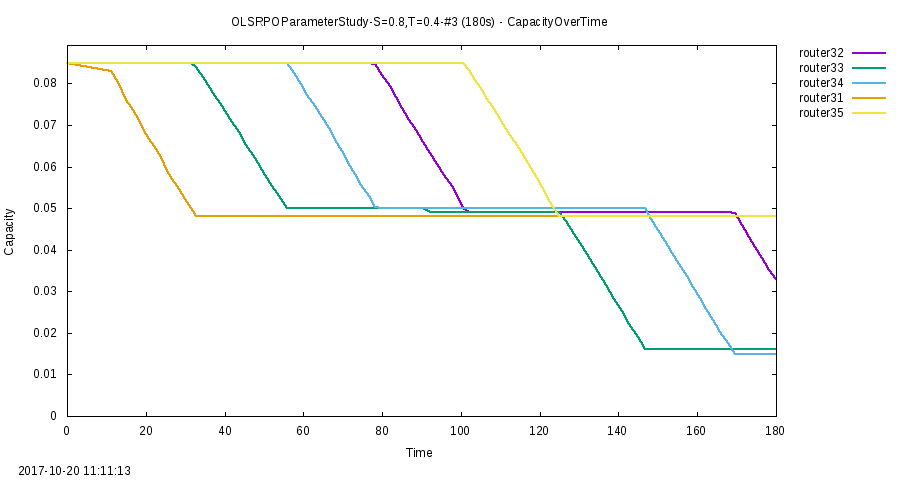 OLSRPOParameterStudy-S=0.8,T=0.4-#3 (180s) - CapacityOverTime
router32
router33
router34
router31
router35
0.08
0.07
0.06
0.05
0.04
0.03
0.02
0.01
0
Capacity
0 20 40 60 80 100 120 140 160 180
Time
2017-10-20 11:11:13